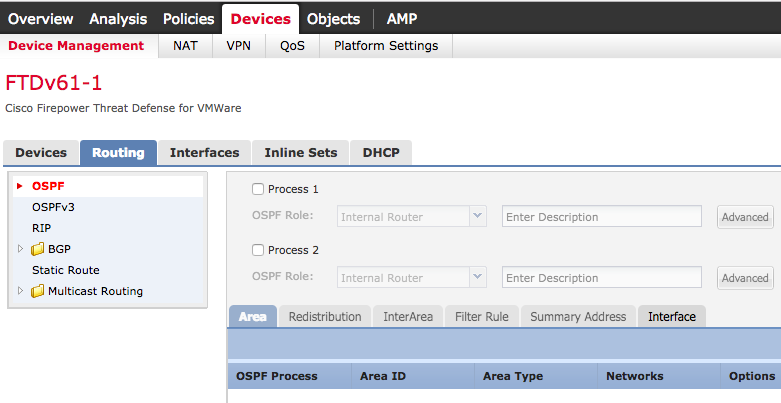 Overview Analysis Policies Devices Objects AMP
Device Management NAT VPN QoS Platform Settings
FTDv61-1
Cisco Firepower Threat Defense for VMWare
Devices Routing Interfaces Inline Sets DHCP
OSPF
OSPFv3
RIP
BGP
Static Route
Multicast Routing
Process 1
OSPF Role: Internal Router Enter Description Advanced
Process 2
OSPF Role: Internal Router Enter Description Advanced
Area Redistribution InterArea Filter Rule Summary Address Interface
OSPF Process Area ID Area Type Networks Options